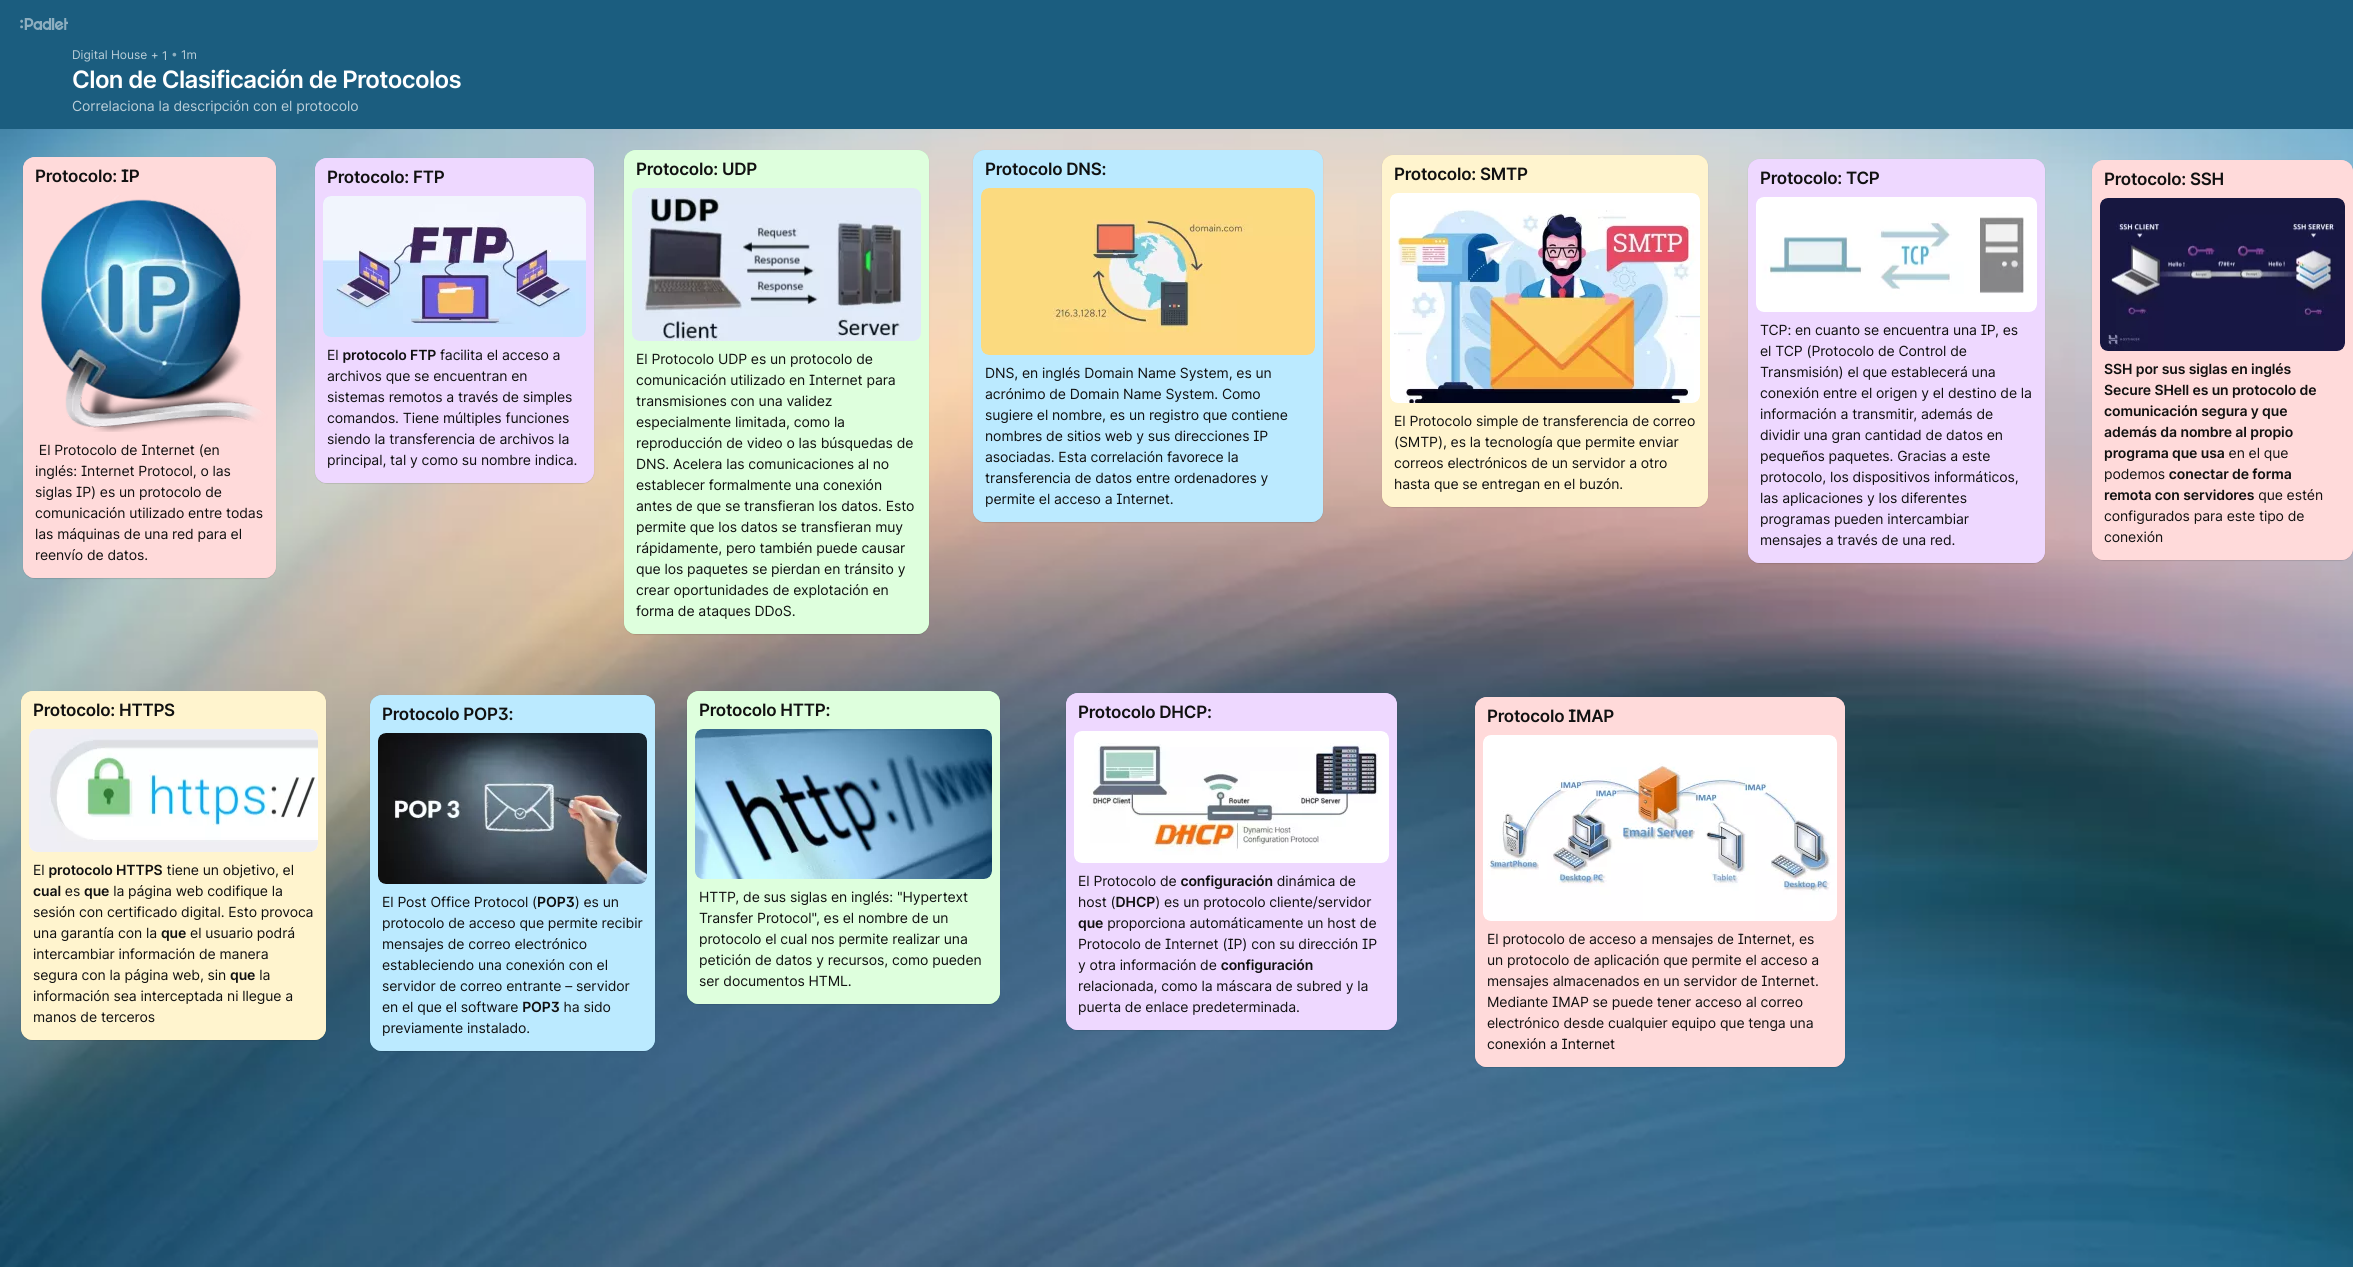 :Padlet
Digital House + 1 • 1m
Clon de Clasificación de Protocolos
Correlaciona la descripción con el protocolo
Protocolo: IP
IP
El Protocolo de Internet (en
inglés: Internet Protocol, o las
siglas IP) es un protocolo de
comunicación utilizado entre todas
las máquinas de una red para el
reenvío de datos.
Protocolo: FTP
FTP
El protocolo FTP facilita el acceso a
archivos que se encuentran en
sistemas remotos a través de simples
comandos. Tiene múltiples funciones
siendo la transferencia de archivos la
principal, tal y como su nombre indica.
Protocolo: UDP
UDP
Request
Response
Response
Client
Server
El Protocolo UDP es un protocolo de
comunicación utilizado en Internet para
transmisiones con una validez
especialmente limitada, como la
reproducción de video o las búsquedas de
DNS. Acelera las comunicaciones al no
establecer formalmente una conexión
antes de que se transfieran los datos. Esto
permite que los datos se transfieran muy
rápidamente, pero también puede causar
que los paquetes se pierdan en tránsito y
crear oportunidades de explotación en
forma de ataques DDoS.
Protocolo DNS:
domain.com
216.3.128.12
DNS, en inglés Domain Name System, es un
acrónimo de Domain Name System. Como
sugiere el nombre, es un registro que contiene
nombres de sitios web y sus direcciones IP
asociadas. Esta correlación favorece la
transferencia de datos entre ordenadores y
permite el acceso a Internet.
Protocolo: SMTP
SMTP
El Protocolo simple de transferencia de correo
(SMTP), es la tecnología que permite enviar
correos electrónicos de un servidor a otro
hasta que se entregan en el buzón.
Protocolo: TCP
TCP
TCP: en cuanto se encuentra una IP, es
el TCP (Protocolo de Control de
Transmisión) el que establecerá una
conexión entre el origen y el destino de la
información a transmitir, además de
dividir una gran cantidad de datos en
pequeños paquetes. Gracias a este
protocolo, los dispositivos informáticos,
las aplicaciones y los diferentes
programas pueden intercambiar
mensajes a través de una red.
Protocolo: SSH
SSH CLIENT
SSH SERVER
Hello !
Hello !
SSH por sus siglas en inglés
Secure SHell es un protocolo de
comunicación segura y que
además da nombre al propio
programa que usa en el que
podemos conectar de forma
remota con servidores que estén
configurados para este tipo de
conexión
Protocolo: HTTPS
https://
El protocolo HTTPS tiene un objetivo, el
cual es que la página web codifique la
sesión con certificado digital. Esto provoca
una garantía con la que el usuario podrá
intercambiar información de manera
segura con la página web, sin que la
información sea interceptada ni llegue a
manos de terceros
Protocolo POP3:
POP 3
El Post Office Protocol (POP3) es un
protocolo de acceso que permite recibir
mensajes de correo electrónico
estableciendo una conexión con el
servidor de correo entrante – servidor
en el que el software POP3 ha sido
previamente instalado.
Protocolo HTTP:
http://www
HTTP, de sus siglas en inglés: "Hypertext
Transfer Protocol", es el nombre de un
protocolo el cual nos permite realizar una
petición de datos y recursos, como pueden
ser documentos HTML.
Protocolo DHCP:
DHCP Client
Router
DHCP Server
DHCP
Dynamic Host
Configuration Protocol
El Protocolo de configuración dinámica de
host (DHCP) es un protocolo cliente/servidor
que proporciona automáticamente un host de
Protocolo de Internet (IP) con su dirección IP
y otra información de configuración
relacionada, como la máscara de subred y la
puerta de enlace predeterminada.
Protocolo IMAP
IMAP
IMAP
IMAP
IMAP
Email Server
SmartPhone
Desktop PC
Tablet
Desktop PC
El protocolo de acceso a mensajes de Internet, es
un protocolo de aplicación que permite el acceso a
mensajes almacenados en un servidor de Internet.
Mediante IMAP se puede tener acceso al correo
electrónico desde cualquier equipo que tenga una
conexión a Internet